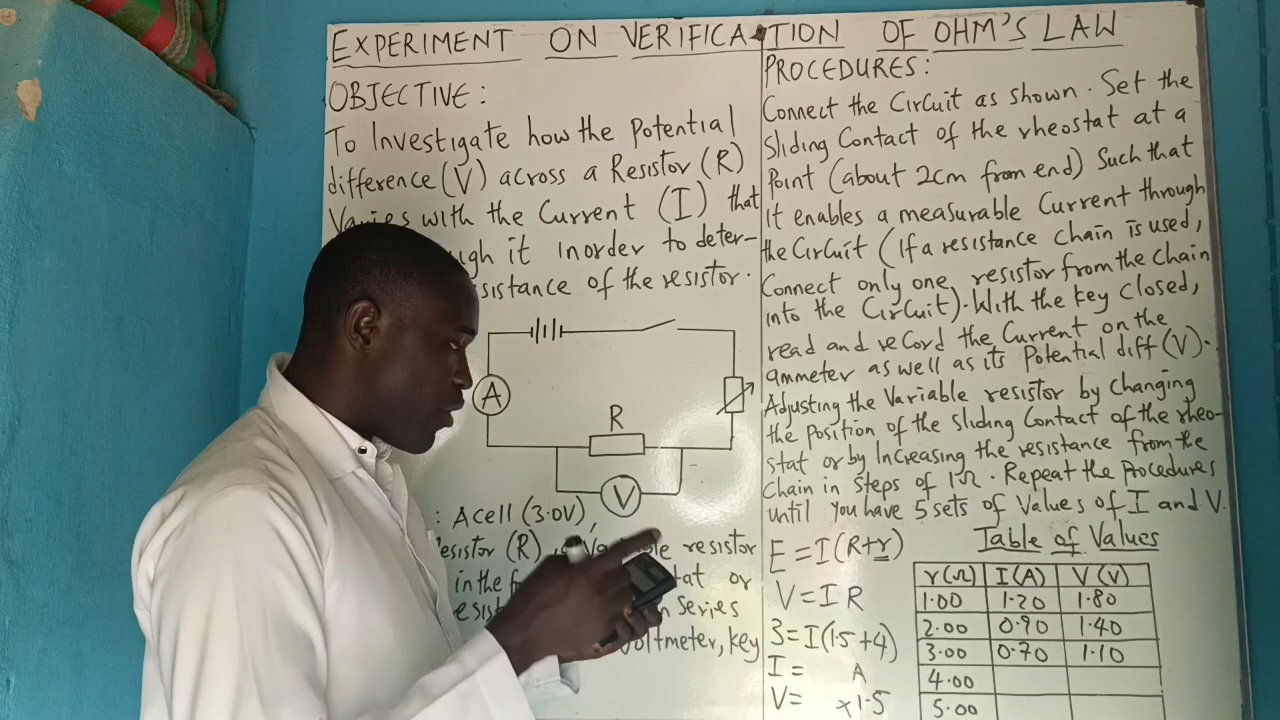 EXPERIMENT ON VERIFICATION OF OHM'S LAW
OBJECTIVE:
To Investigate how the Potential
difference (V) across a Resistor (R)
Varies with the Current (I) that
it inorder to deter-
of the resistor.
A
R
V
: A cell (3.0V),
(R) resistor
in the or
Series
Voltmeter, key
PROCEDURES:
Connect the Circuit as shown. Set the
Sliding Contact of the rheostat at a
Point (about 2cm from end) Such that
It enables a measurable Current through
the Circuit (If a resistance chain is used,
Connect only one resistor from the chain
into the Circuit). With the key closed,
read and record the Current on the
ammeter as well as its Potential diff (V).
Adjusting the Variable resistor by Changing
the Position of the Sliding Contact of the rheo-
stat or by Increasing the resistance from the
Chain in steps of 1Ω. Repeat the Procedures
until you have 5 sets of Values of I and V.
E = I(R+r)
V = I R
3 = I(1.5 + 4)
I = A
V = x1.5
Table of Values
r(Ω) I(A) V(V)
1.00 1.20 1.80
2.00 0.90 1.40
3.00 0.70 1.10
4.00
5.00